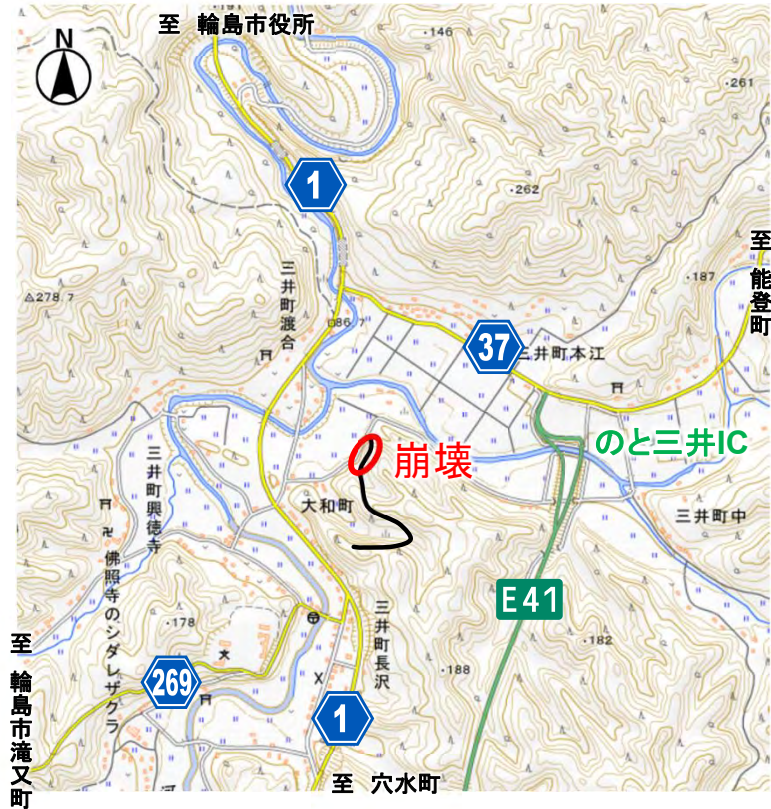 至 輪島市役所
・146
N
・261
1
・262
至 能登町
三井町渡合
・187
△278.7
□86.7
37
三井町本江
のと三井IC
崩壊
三井町興徳寺
大和町
三井町中
佛照寺のシダレザクラ
E41
・178
三井町長沢
・182
・188
至 輪島市滝又町
269
1
至 穴水町